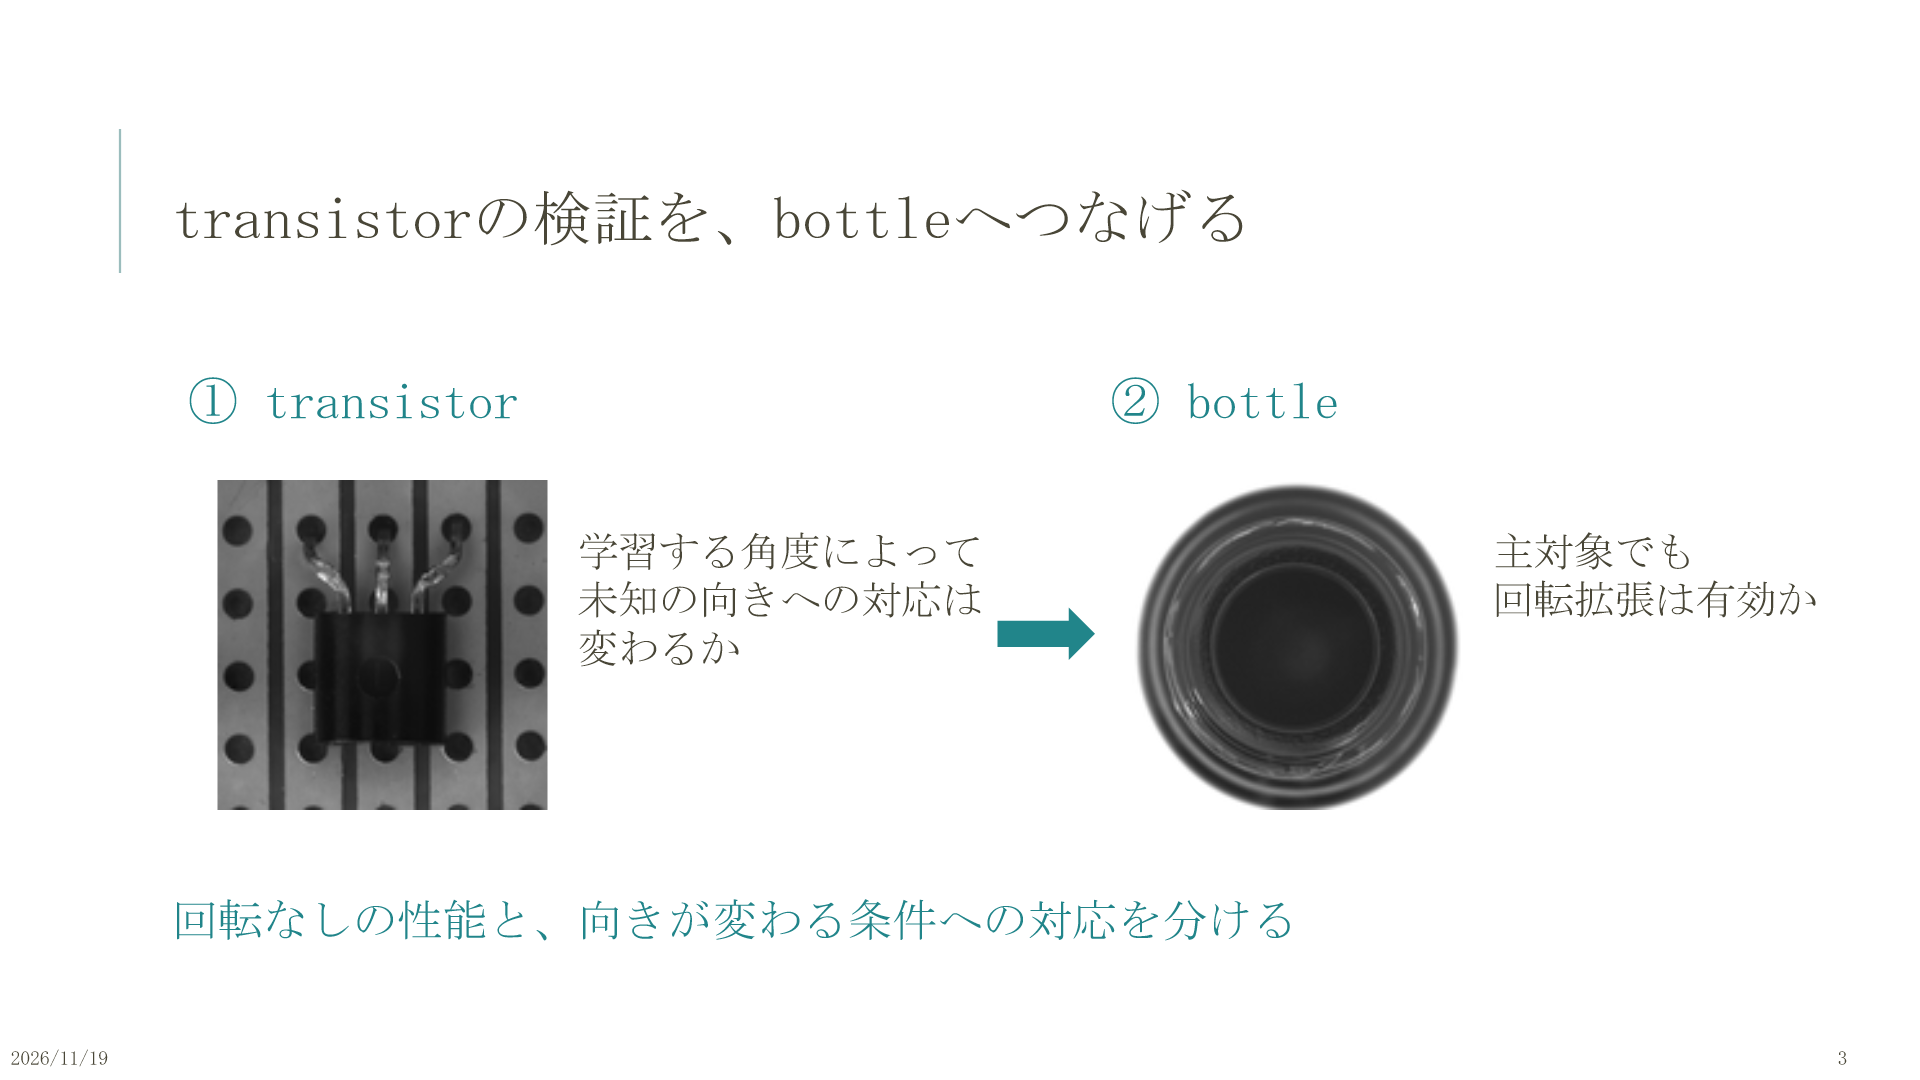 transistorの検証を、bottleへつなげる
① transistor
学習する角度によって
未知の向きへの対応は
変わるか
② bottle
主対象でも
回転拡張は有効か
回転なしの性能と、向きが変わる条件への対応を分ける
2026/11/19
3